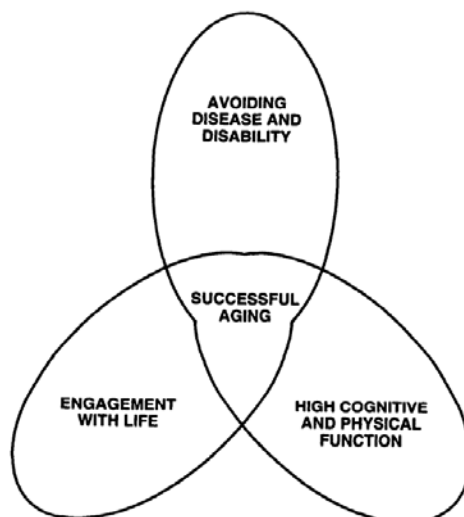 AVOIDING
DISEASE AND
DISABILITY
SUCCESSFUL
AGING
ENGAGEMENT
WITH LIFE
HIGH COGNITIVE
AND PHYSICAL
FUNCTION